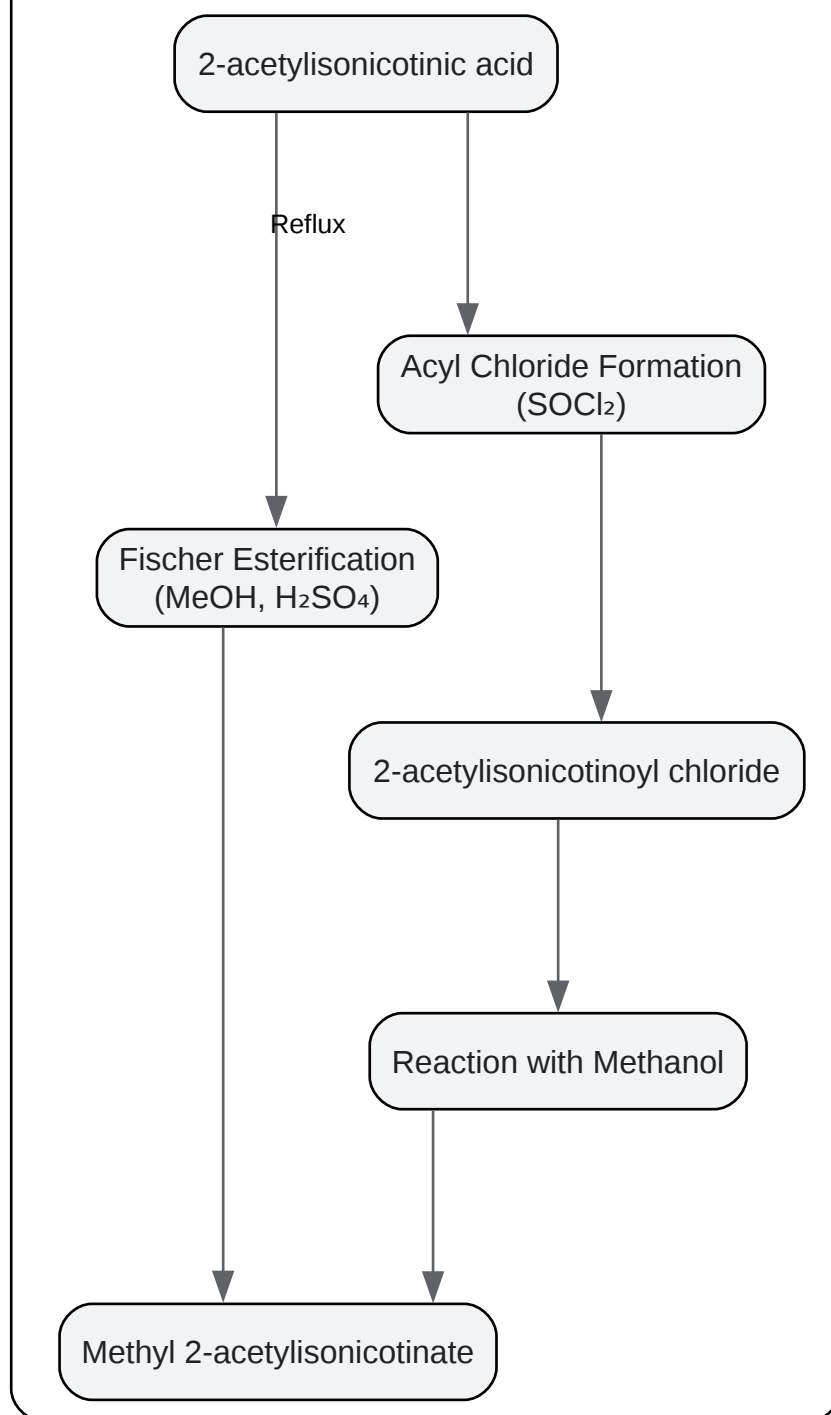 2-acetylisonicotinic acid
Reflux
Acyl Chloride Formation
(SOCl₂)
Fischer Esterification
(MeOH, H₂SO₄)
2-acetylisonicotinoyl chloride
Reaction with Methanol
Methyl 2-acetylisonicotinate